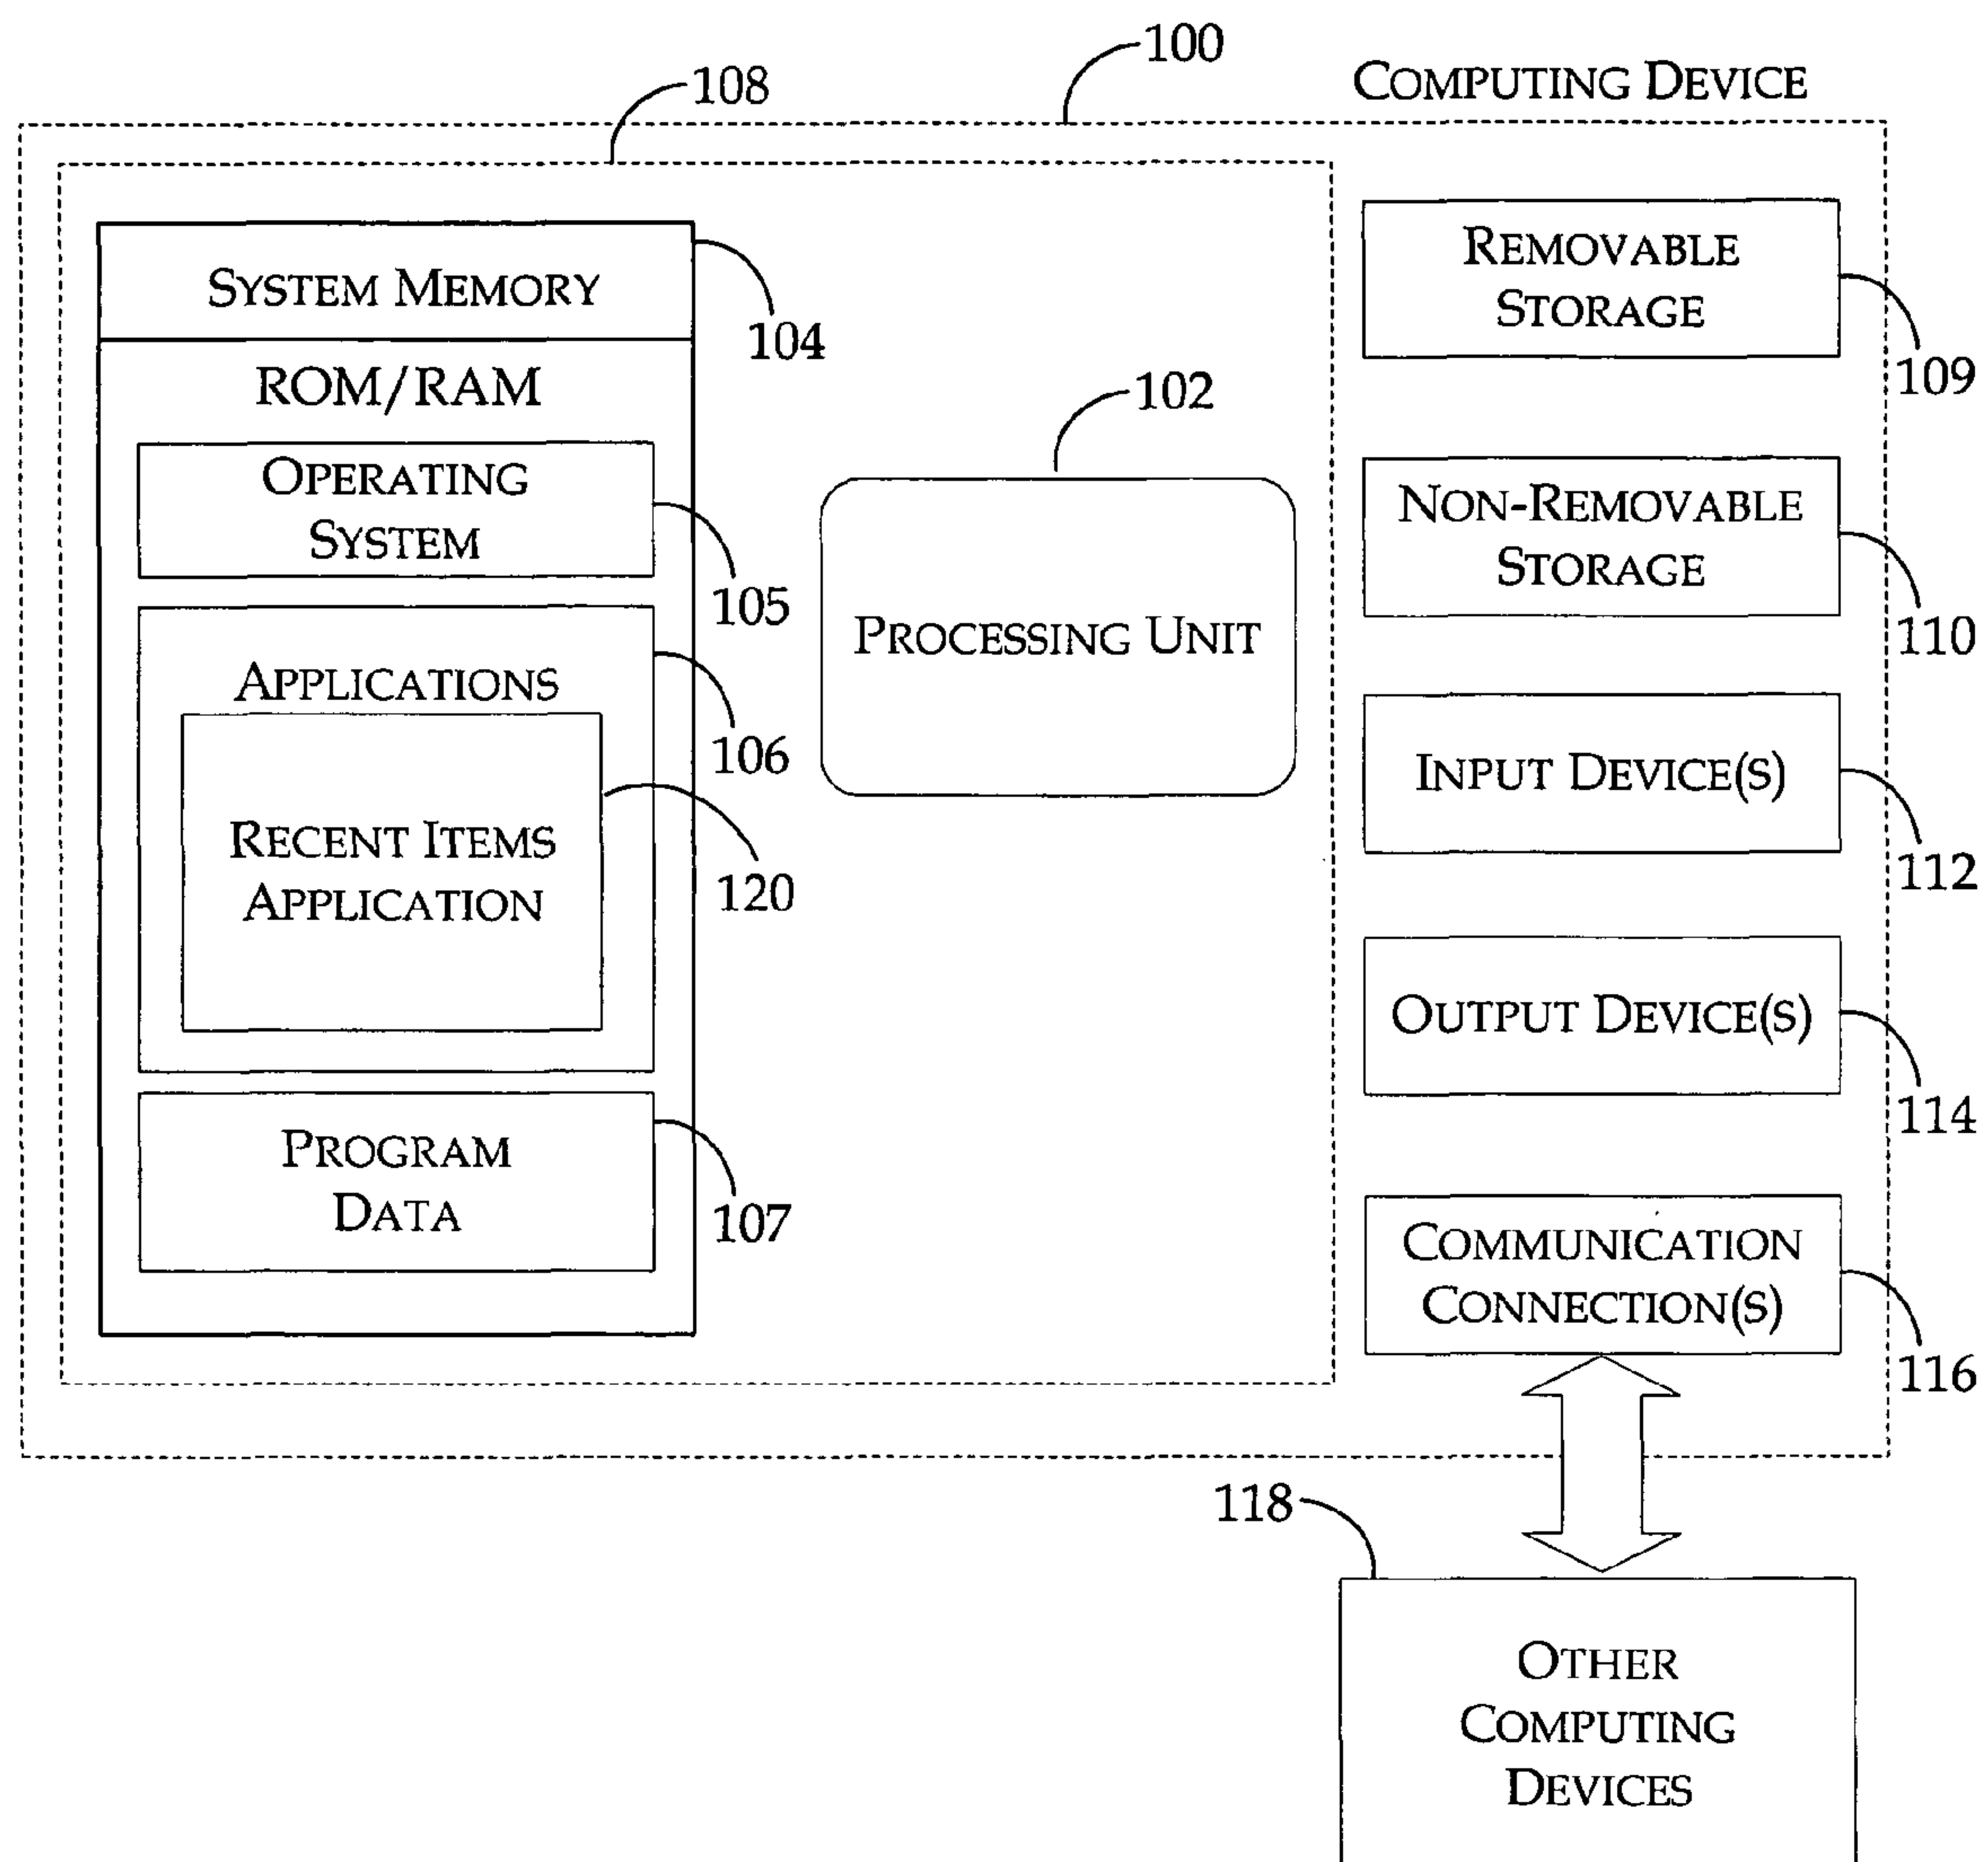 100
COMPUTING DEVICE
108
SYSTEM MEMORY
104
ROM/RAM
OPERATING
SYSTEM
105
APPLICATIONS
106
RECENT ITEMS
APPLICATION
120
PROGRAM
DATA
107
102
PROCESSING UNIT
REMOVABLE
STORAGE
109
NON-REMOVABLE
STORAGE
110
INPUT DEVICE(S)
112
OUTPUT DEVICE(S)
114
COMMUNICATION
CONNECTION(S)
116
118
OTHER
COMPUTING
DEVICES